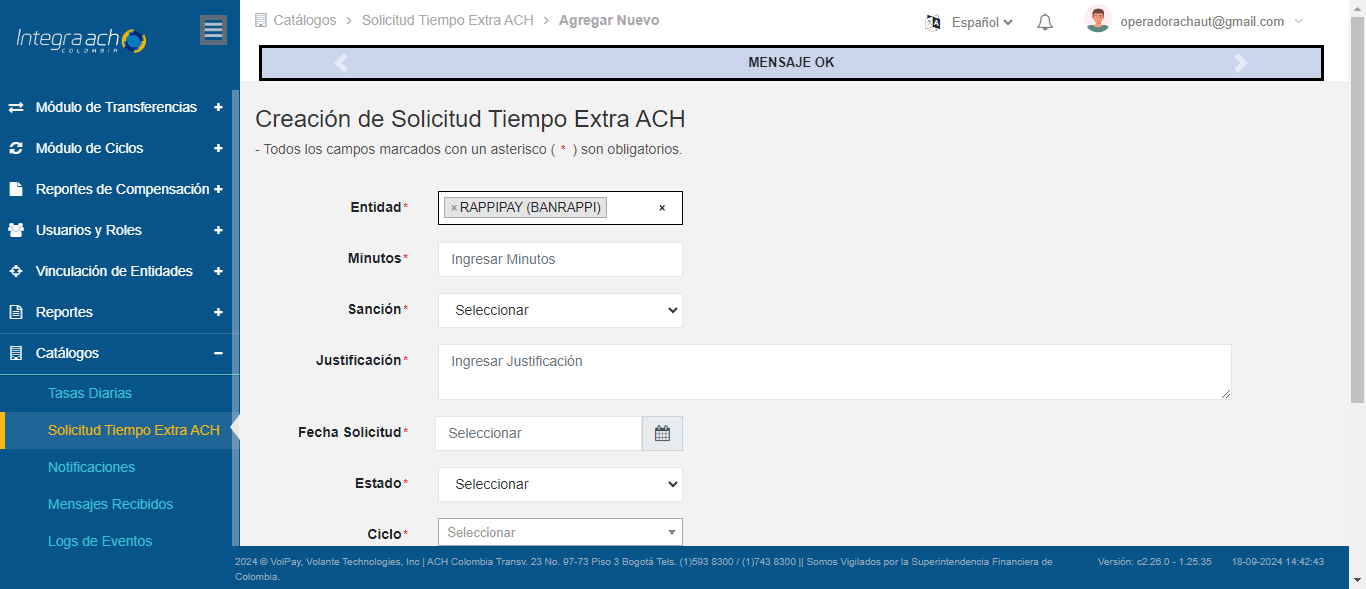 Integra ach
COLOMBIA
Módulo de Transferencias +
Módulo de Ciclos +
Reportes de Compensación +
Usuarios y Roles +
Vinculación de Entidades +
Reportes +
Catálogos −
Tasas Diarias
Solicitud Tiempo Extra ACH
Notificaciones
Mensajes Recibidos
Logs de Eventos
Catálogos > Solicitud Tiempo Extra ACH > Agregar Nuevo
Español
operadorachaut@gmail.com
MENSAJE OK
Creación de Solicitud Tiempo Extra ACH
- Todos los campos marcados con un asterisco ( * ) son obligatorios.
Entidad* × RAPPIPAY (BANRAPPI) ×
Minutos* Ingresar Minutos
Sanción* Seleccionar
Justificación* Ingresar Justificación
Fecha Solicitud* Seleccionar
Estado* Seleccionar
Ciclo* Seleccionar
2024 © VolPay, Volante Technologies, Inc | ACH Colombia Transv. 23 No. 97-73 Piso 3 Bogotá Tels. (1)593 8300 / (1)743 8300 || Somos Vigilados por la Superintendencia Financiera de
Colombia.
Versión: c2.26.0 - 1.25.35 18-09-2024 14:42:43